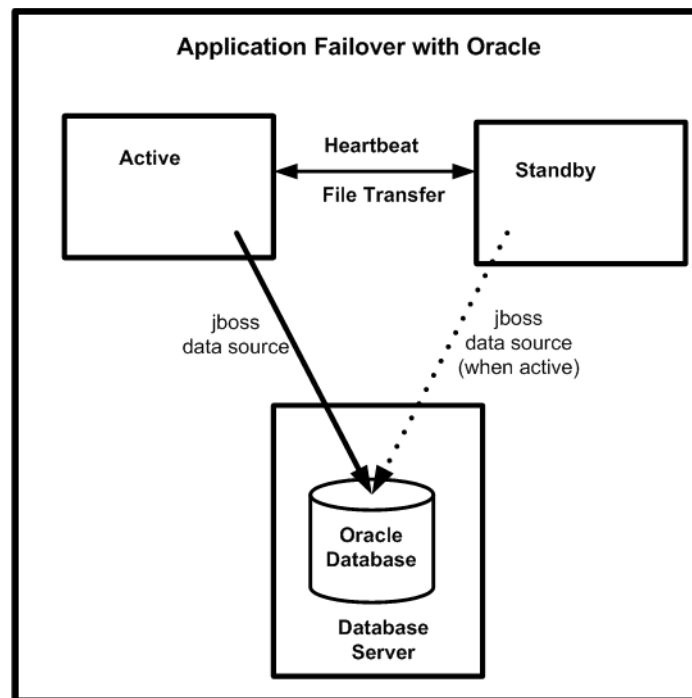 Application Failover with Oracle
Active
Heartbeat
File Transfer
Standby
jboss
data source
jboss
data source
(when active)
Oracle
Database
Database
Server